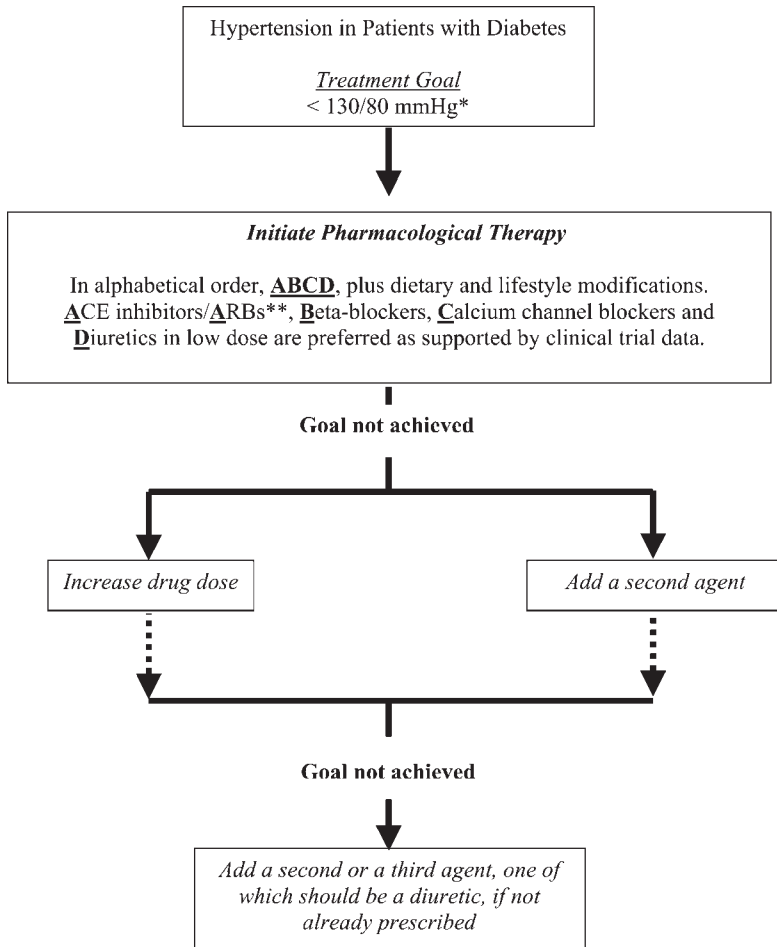 Hypertension in Patients with Diabetes
Treatment Goal
< 130/80 mmHg*
Initiate Pharmacological Therapy
In alphabetical order, ABCD, plus dietary and lifestyle modifications.
ACE inhibitors/ARBs**, Beta-blockers, Calcium channel blockers and
Diuretics in low dose are preferred as supported by clinical trial data.
Goal not achieved
Increase drug dose
Add a second agent
Goal not achieved
Add a second or a third agent, one of
which should be a diuretic, if not
already prescribed